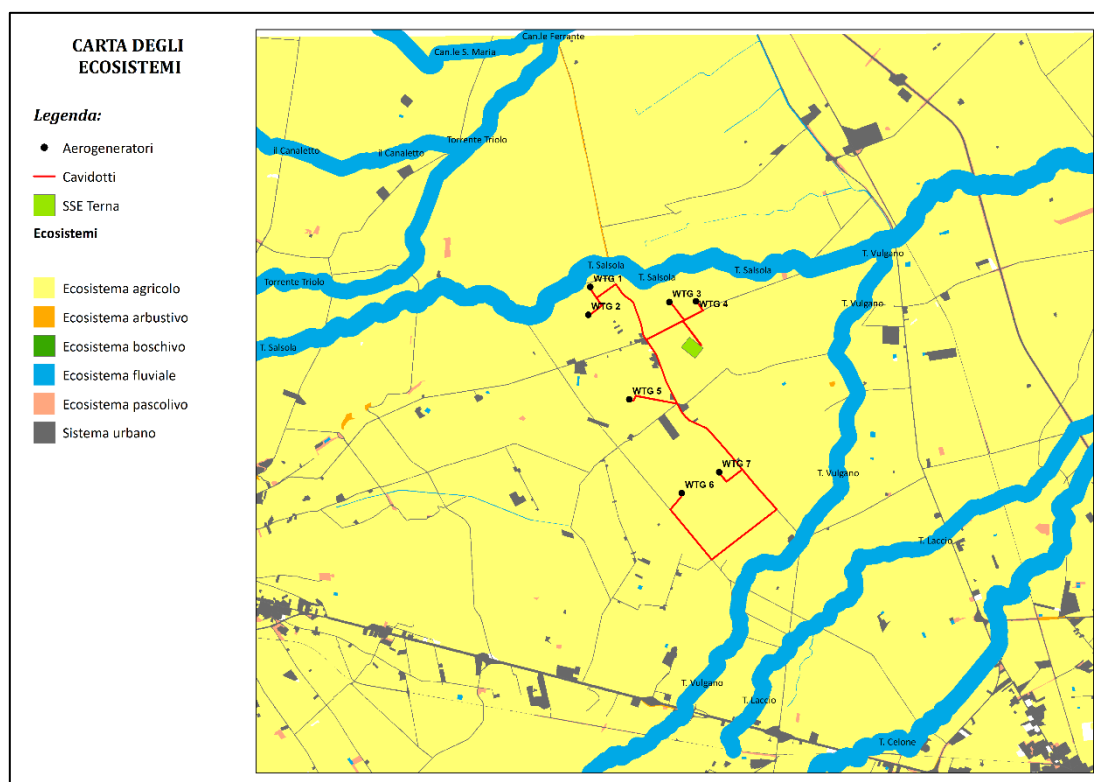 CARTA DEGLI
ECOSISTEMI
Legenda:
Aerogeneratori
Cavidotti
SSE Terna
Ecosistemi
Ecosistema agricolo
Ecosistema arbustivo
Ecosistema boschivo
Ecosistema fluviale
Ecosistema pascolivo
Sistema urbano
Can.le Ferrante
Can.le S. Maria
Torrente Triolo
il Canaletto
il Canaletto
T. Vulgano
T. Salsola
T. Salsola
T. Salsola
Torrente Triolo
WTG 1
WTG 3
WTG 4
T. Vulgano
WTG 2
T. Salsola
WTG 5
WTG 7
T. Vulgano
WTG 6
T. Laccio
T. Vulgano
T. Laccio
T. Celone